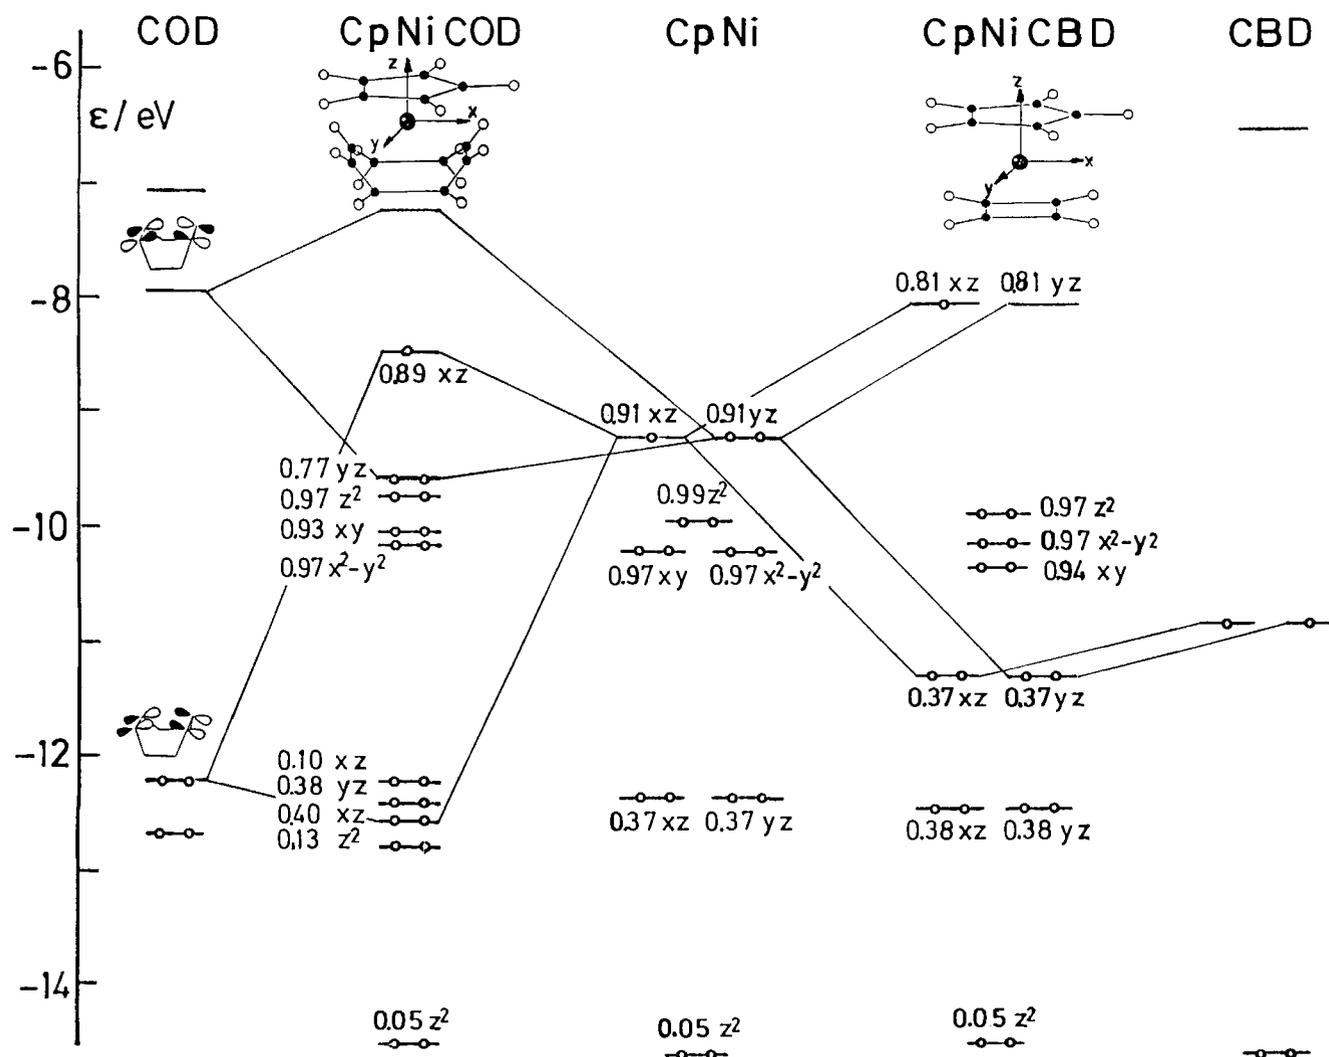 COD CpNiCOD CpNi CpNiCBD CBD
-6
ε/eV
z
x
y
z
x
y
-8
0.81 xz 0.81 yz
0.89 xz
0.91 xz 0.91 yz
0.77 yz
0.97 z²
0.93 xy
0.97 x²-y²
0.99 z²
0.97 xy 0.97 x²-y²
-10
0.97 z²
0.97 x²-y²
0.94 xy
0.37 xz 0.37 yz
-12
0.10 xz
0.38 yz
0.40 xz
0.13 z²
0.37 xz 0.37 yz
0.38 xz 0.38 yz
-14
0.05 z² 0.05 z² 0.05 z²